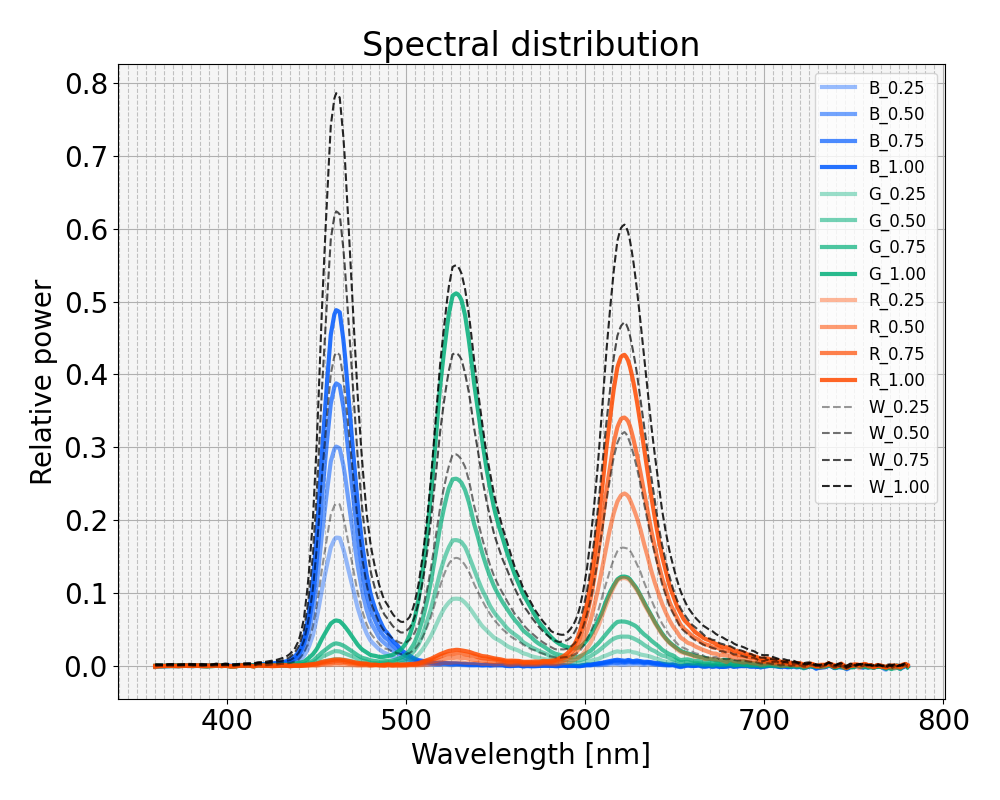 Spectral distribution
Relative power
0.8
0.7
0.6
0.5
0.4
0.3
0.2
0.1
0.0
400
500
600
700
800
Wavelength [nm]
B_0.25
B_0.50
B_0.75
B_1.00
G_0.25
G_0.50
G_0.75
G_1.00
R_0.25
R_0.50
R_0.75
R_1.00
W_0.25
W_0.50
W_0.75
W_1.00